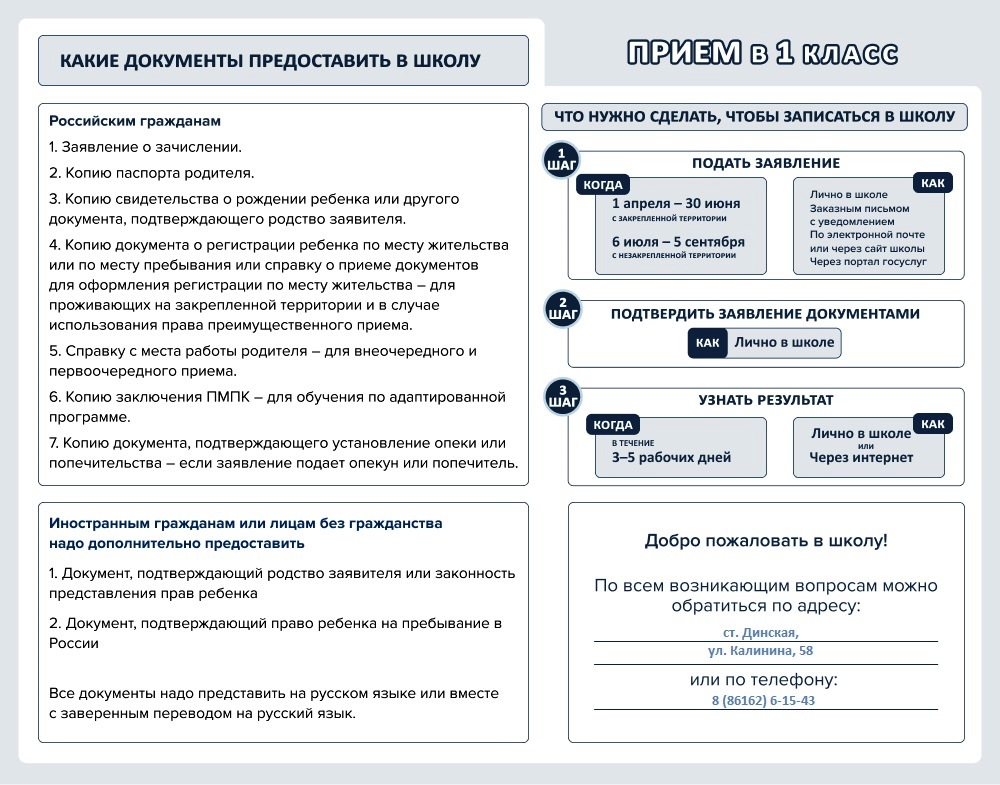 КАКИЕ ДОКУМЕНТЫ ПРЕДОСТАВИТЬ В ШКОЛУ
Российским гражданам
1. Заявление о зачислении.
2. Копию паспорта родителя.
3. Копию свидетельства о рождении ребенка или другого
документа, подтверждающего родство заявителя.
4. Копию документа о регистрации ребенка по месту жительства
или по месту пребывания или справку о приеме документов
для оформления регистрации по месту жительства – для
проживающих на закрепленной территории и в случае
использования права преимущественного приема.
5. Справку с места работы родителя – для внеочередного и
первоочередного приема.
6. Копию заключения ПМПК – для обучения по адаптированной
программе.
7. Копию документа, подтверждающего установление опеки или
попечительства – если заявление подает опекун или попечитель.
Иностранным гражданам или лицам без гражданства
надо дополнительно предоставить
1. Документ, подтверждающий родство заявителя или законность
представления прав ребенка
2. Документ, подтверждающий право ребенка на пребывание в
России
Все документы надо представить на русском языке или вместе
с заверенным переводом на русский язык.
ПРИЕМ В 1 КЛАСС
ЧТО НУЖНО СДЕЛАТЬ, ЧТОБЫ ЗАПИСАТЬСЯ В ШКОЛУ
1
ШАГ
ПОДАТЬ ЗАЯВЛЕНИЕ
КОГДА
1 апреля – 30 июня
С ЗАКРЕПЛЕННОЙ ТЕРРИТОРИИ
6 июля – 5 сентября
С НЕЗАКРЕПЛЕННОЙ ТЕРРИТОРИИ
КАК
Лично в школе
Заказным письмом
с уведомлением
По электронной почте
или через сайт школы
Через портал госуслуг
2
ШАГ
ПОДТВЕРДИТЬ ЗАЯВЛЕНИЕ ДОКУМЕНТАМИ
КАК Лично в школе
3
ШАГ
УЗНАТЬ РЕЗУЛЬТАТ
КОГДА
В ТЕЧЕНИЕ
3–5 рабочих дней
КАК
Лично в школе
или
Через интернет
Добро пожаловать в школу!
По всем возникающим вопросам можно
обратиться по адресу:
ст. Динская,
ул. Калинина, 58
или по телефону:
8 (86162) 6-15-43